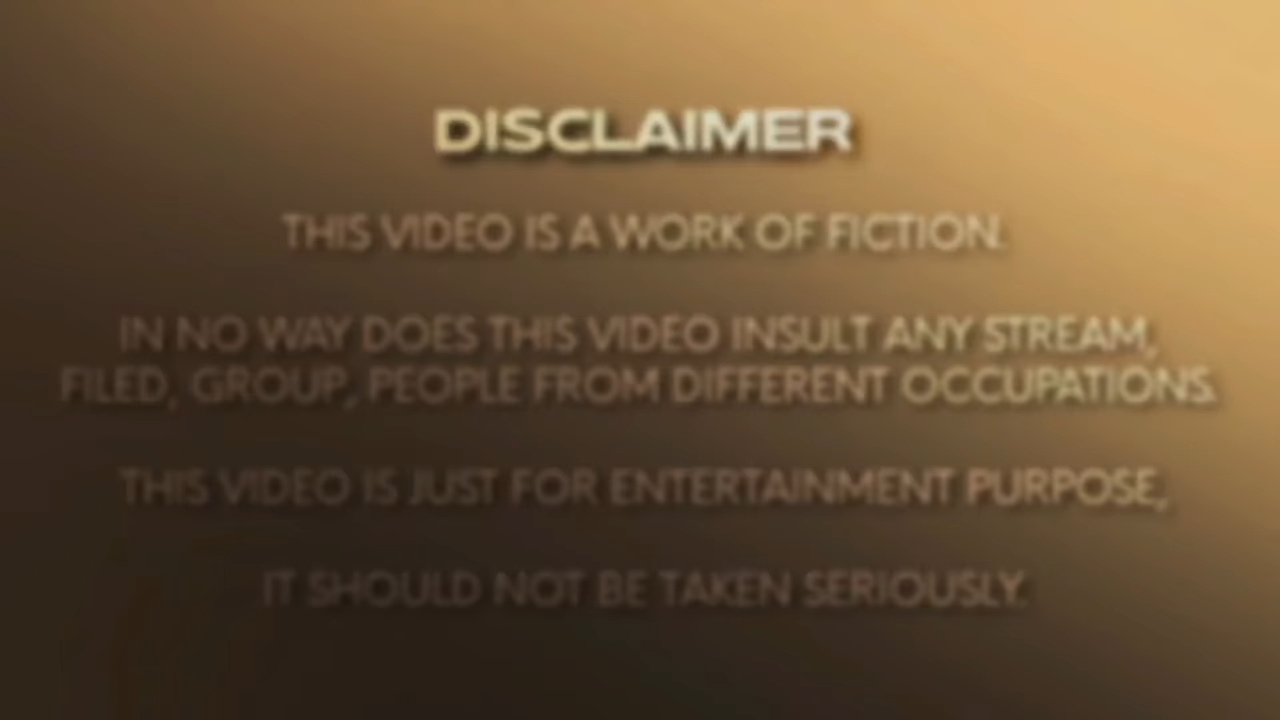 DISCLAIMER
THIS VIDEO IS A WORK OF FICTION.
IN NO WAY DOES THIS VIDEO INSULT ANY STREAM,
FILED, GROUP, PEOPLE FROM DIFFERENT OCCUPATIONS.
THIS VIDEO IS JUST FOR ENTERTAINMENT PURPOSE,
IT SHOULD NOT BE TAKEN SERIOUSLY.